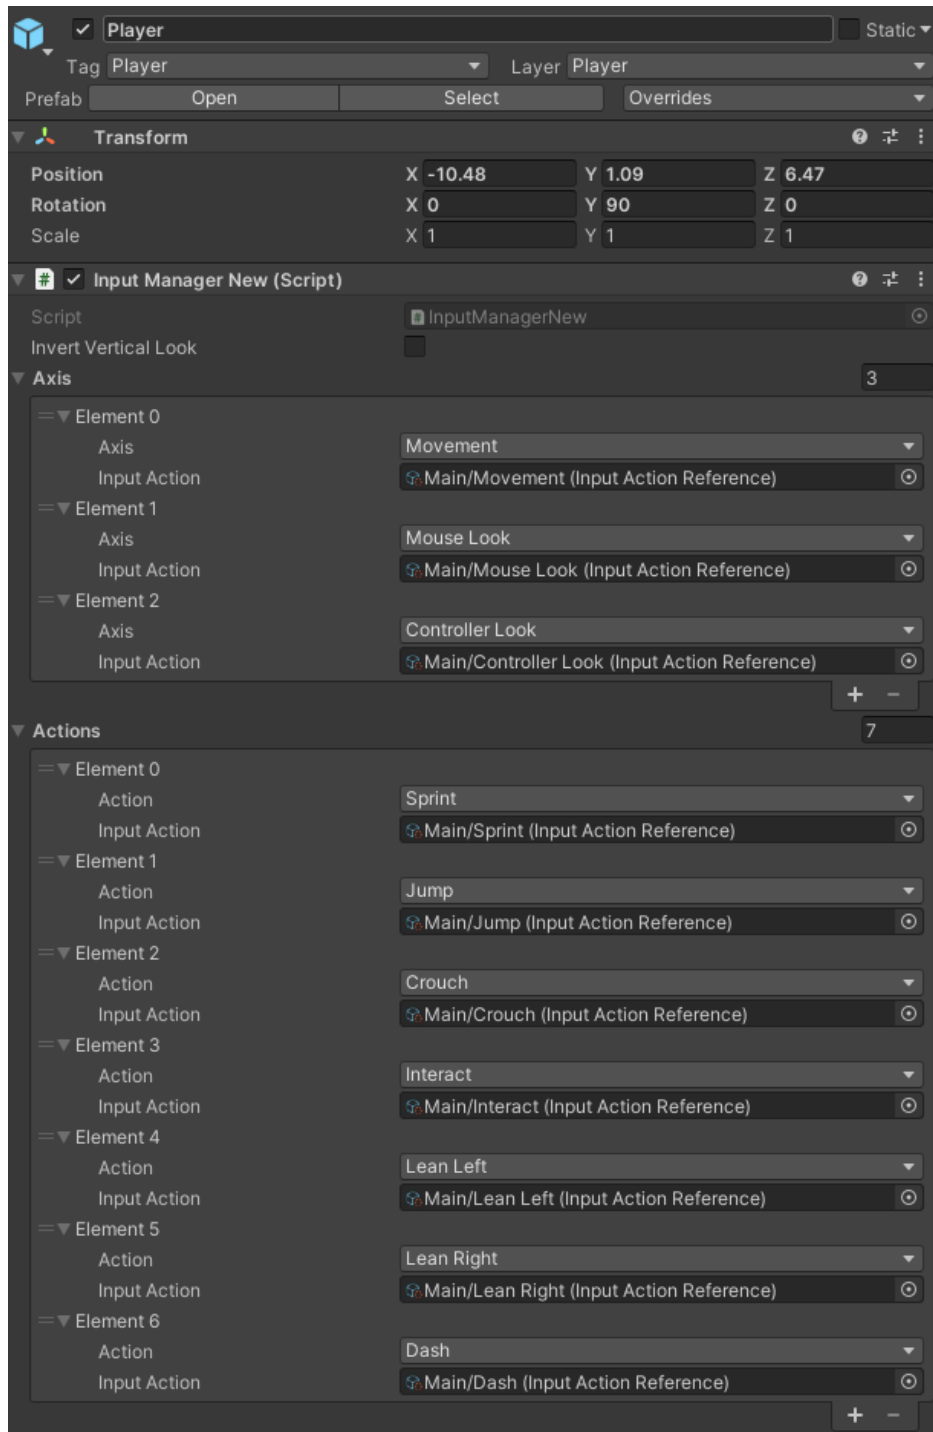 Player Static
Tag Player Layer Player
Prefab Open Select Overrides
Transform
Position X -10.48 Y 1.09 Z 6.47
Rotation X 0 Y 90 Z 0
Scale X 1 Y 1 Z 1
# Input Manager New (Script)
Script InputManagerNew
Invert Vertical Look
Axis 3
Element 0
Axis Movement
Input Action Main/Movement (Input Action Reference)
Element 1
Axis Mouse Look
Input Action Main/Mouse Look (Input Action Reference)
Element 2
Axis Controller Look
Input Action Main/Controller Look (Input Action Reference)
+ −
Actions 7
Element 0
Action Sprint
Input Action Main/Sprint (Input Action Reference)
Element 1
Action Jump
Input Action Main/Jump (Input Action Reference)
Element 2
Action Crouch
Input Action Main/Crouch (Input Action Reference)
Element 3
Action Interact
Input Action Main/Interact (Input Action Reference)
Element 4
Action Lean Left
Input Action Main/Lean Left (Input Action Reference)
Element 5
Action Lean Right
Input Action Main/Lean Right (Input Action Reference)
Element 6
Action Dash
Input Action Main/Dash (Input Action Reference)
+ −